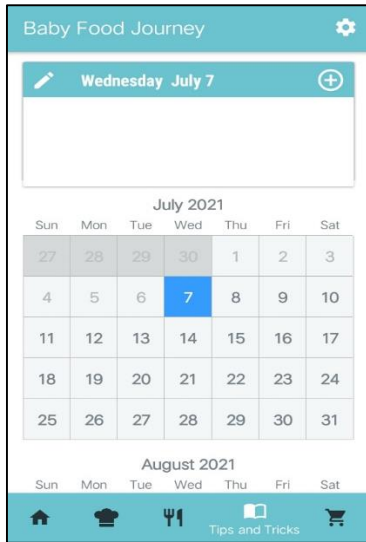 Baby Food Journey
Wednesday July 7
July 2021
Sun Mon Tue Wed Thu Fri Sat
27 28 29 30 1 2 3
4 5 6 7 8 9 10
11 12 13 14 15 16 17
18 19 20 21 22 23 24
25 26 27 28 29 30 31
August 2021
Sun Mon Tue Wed Thu Fri Sat
Tips and Tricks